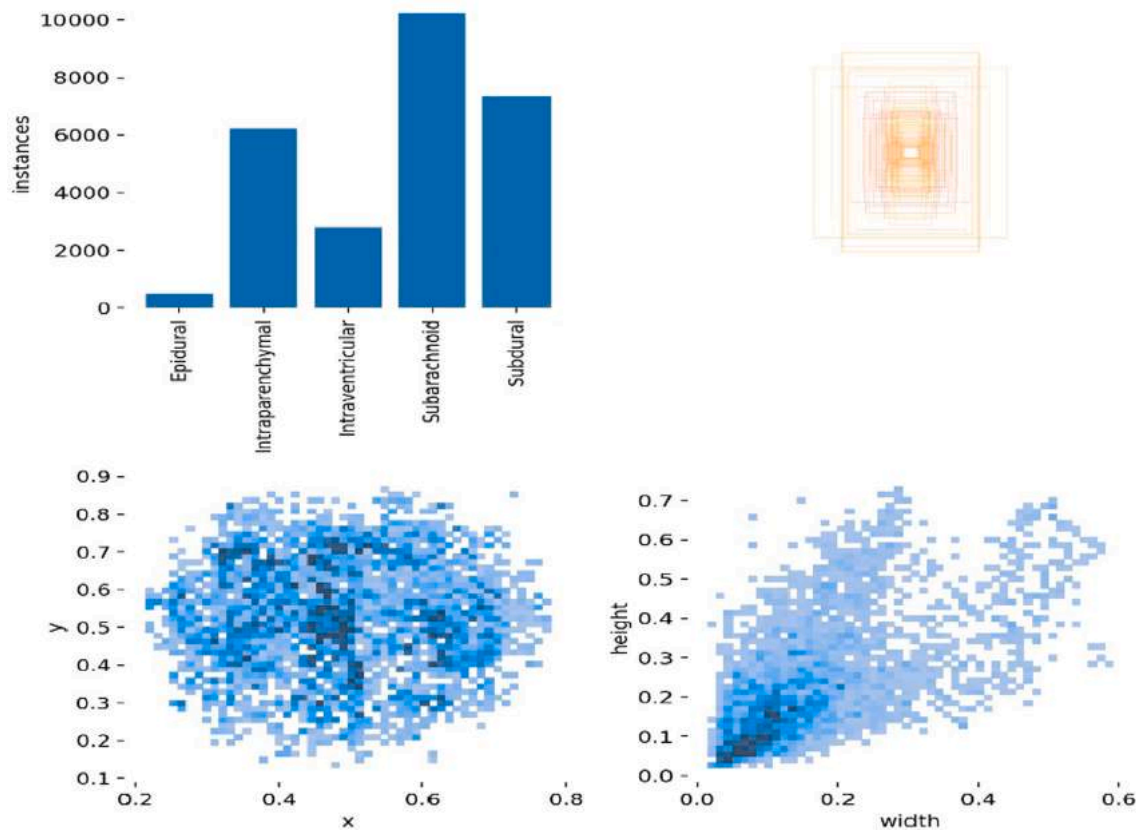 10000
8000
6000
4000
2000
0
instances
Epidural
Intraparenchymal
Intraventricular
Subarachnoid
Subdural
0.9
0.8
0.7
0.6
0.5
0.4
0.3
0.2
0.1
y
0.2 0.4 0.6 0.8
x
0.7
0.6
0.5
0.4
0.3
0.2
0.1
0.0
height
0.0 0.2 0.4 0.6
width